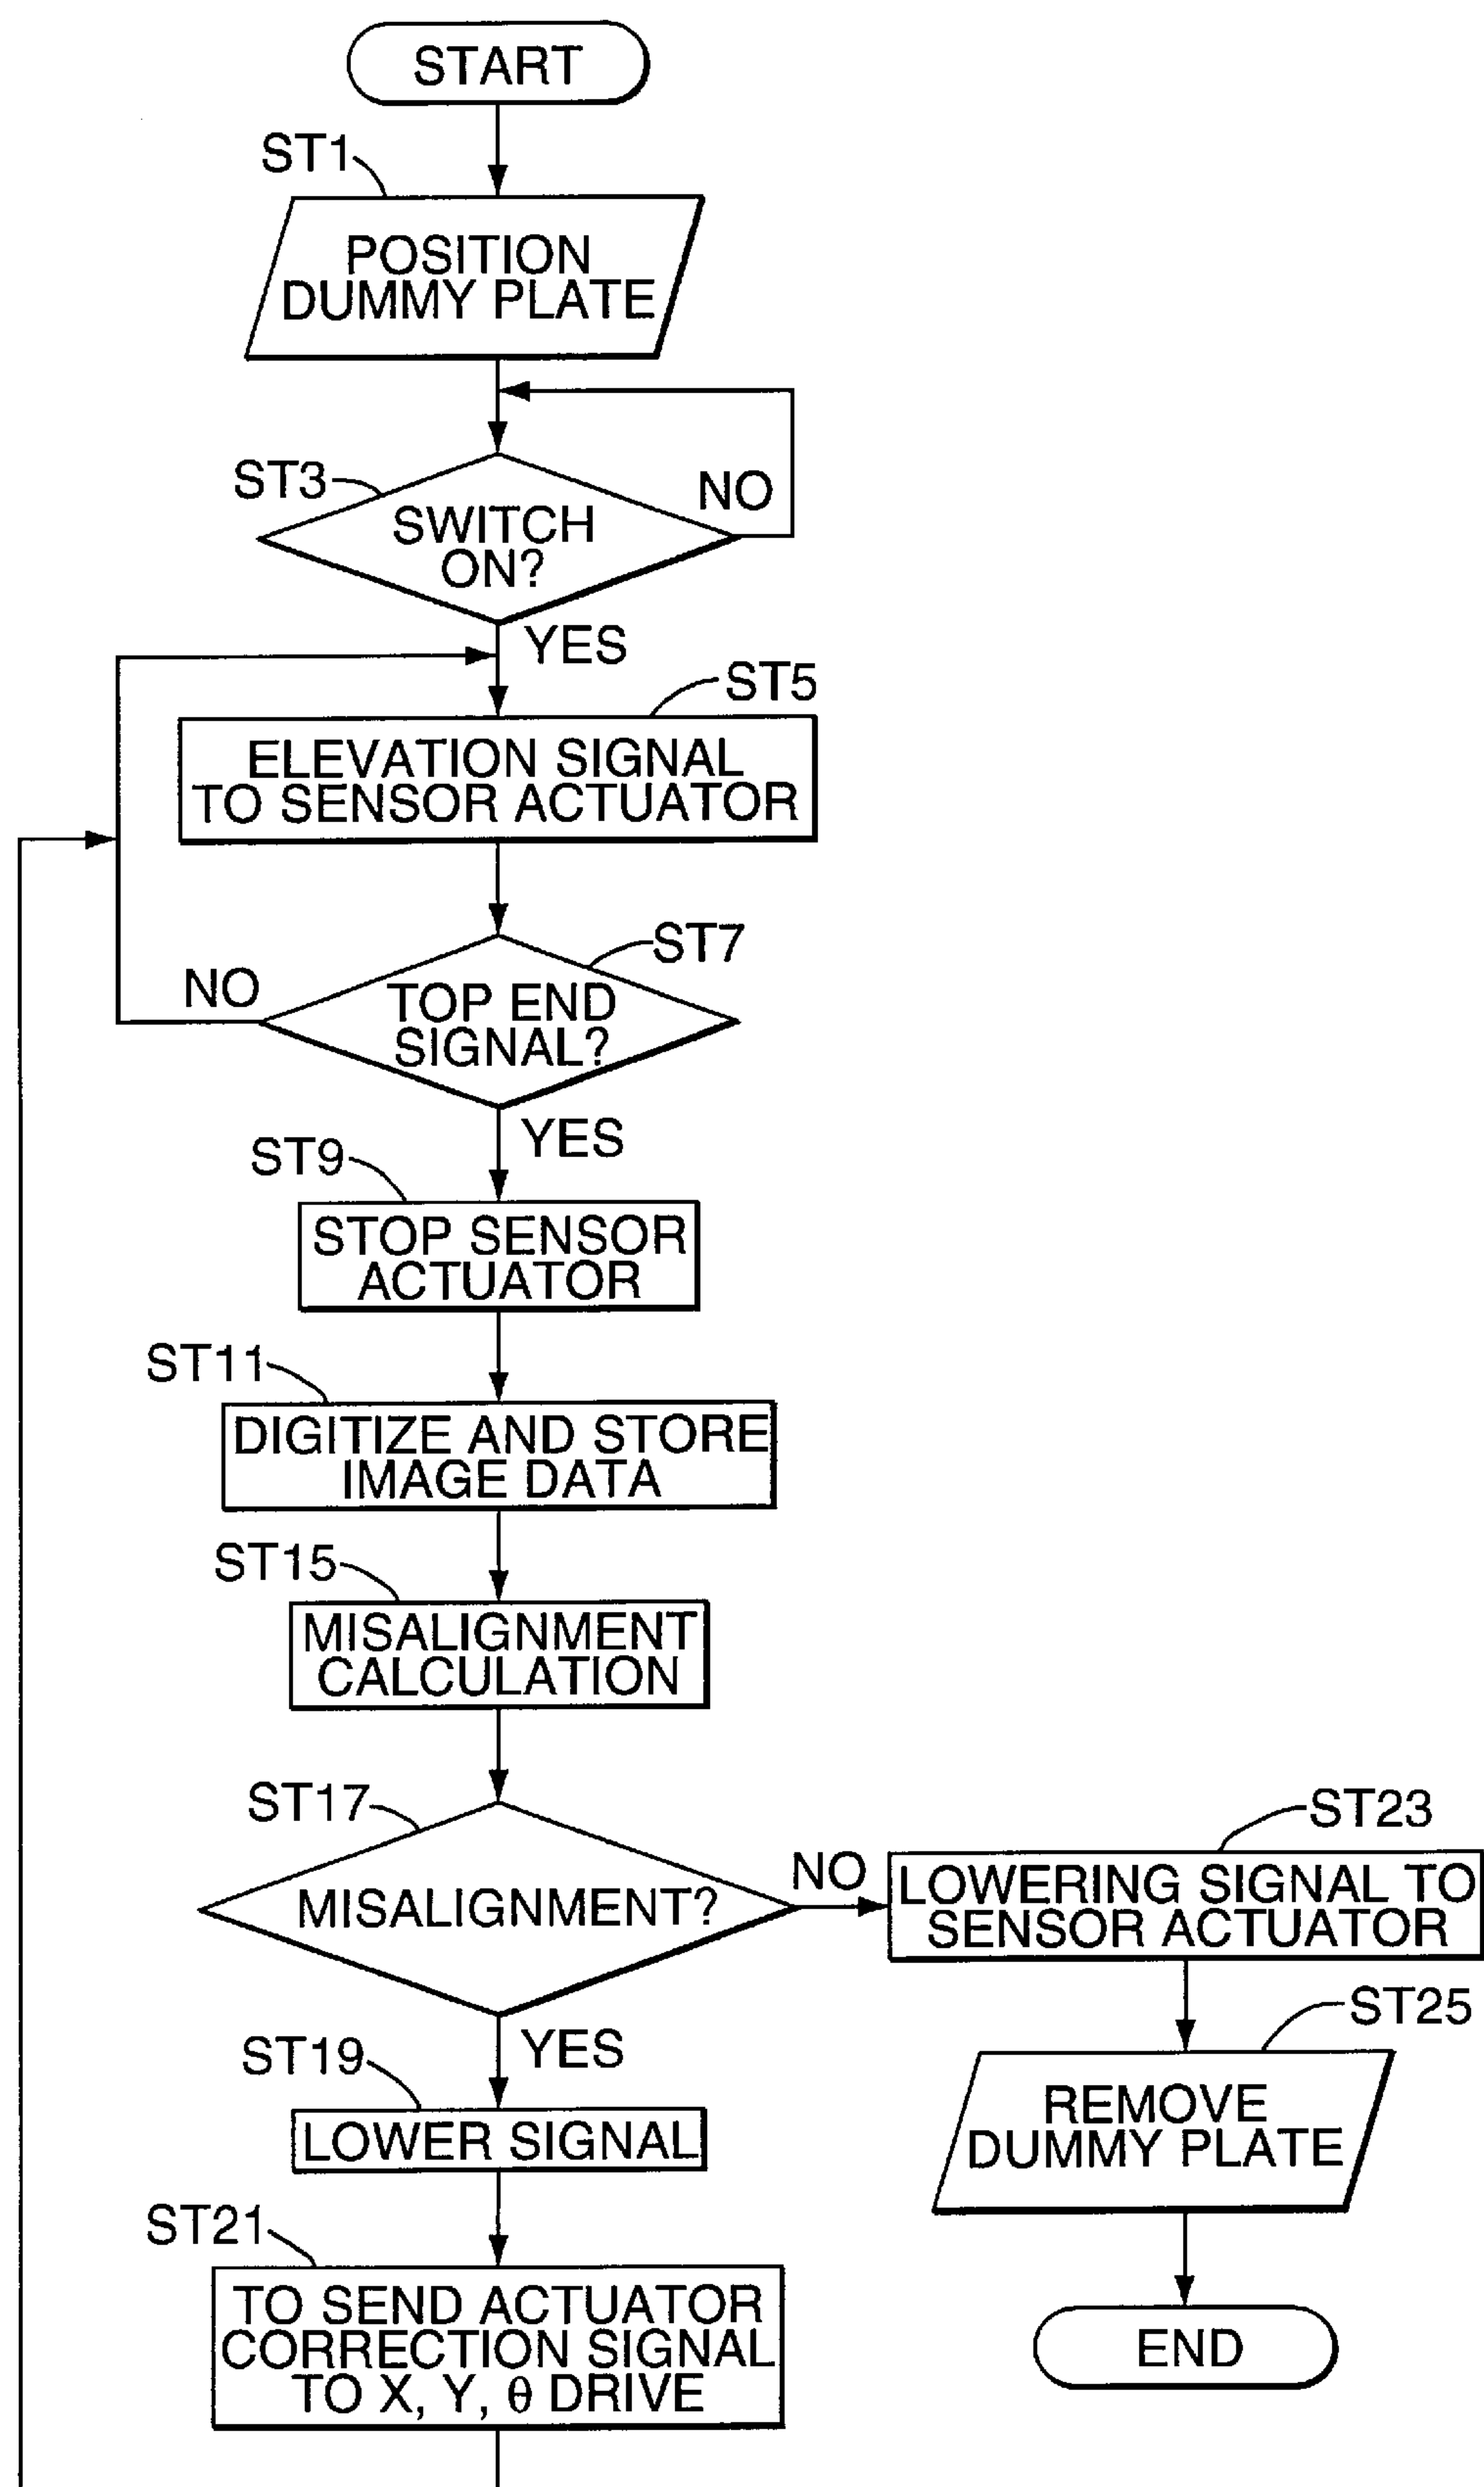 START
ST1
POSITION
DUMMY PLATE
ST3
SWITCH
ON?
NO
YES
ST5
ELEVATION SIGNAL
TO SENSOR ACTUATOR
ST7
TOP END
SIGNAL?
NO
YES
ST9
STOP SENSOR
ACTUATOR
ST11
DIGITIZE AND STORE
IMAGE DATA
ST15
MISALIGNMENT
CALCULATION
ST17
MISALIGNMENT?
NO
ST23
LOWERING SIGNAL TO
SENSOR ACTUATOR
YES
ST19
LOWER SIGNAL
ST25
REMOVE
DUMMY PLATE
ST21
TO SEND ACTUATOR
CORRECTION SIGNAL
TO X, Y, θ DRIVE
END